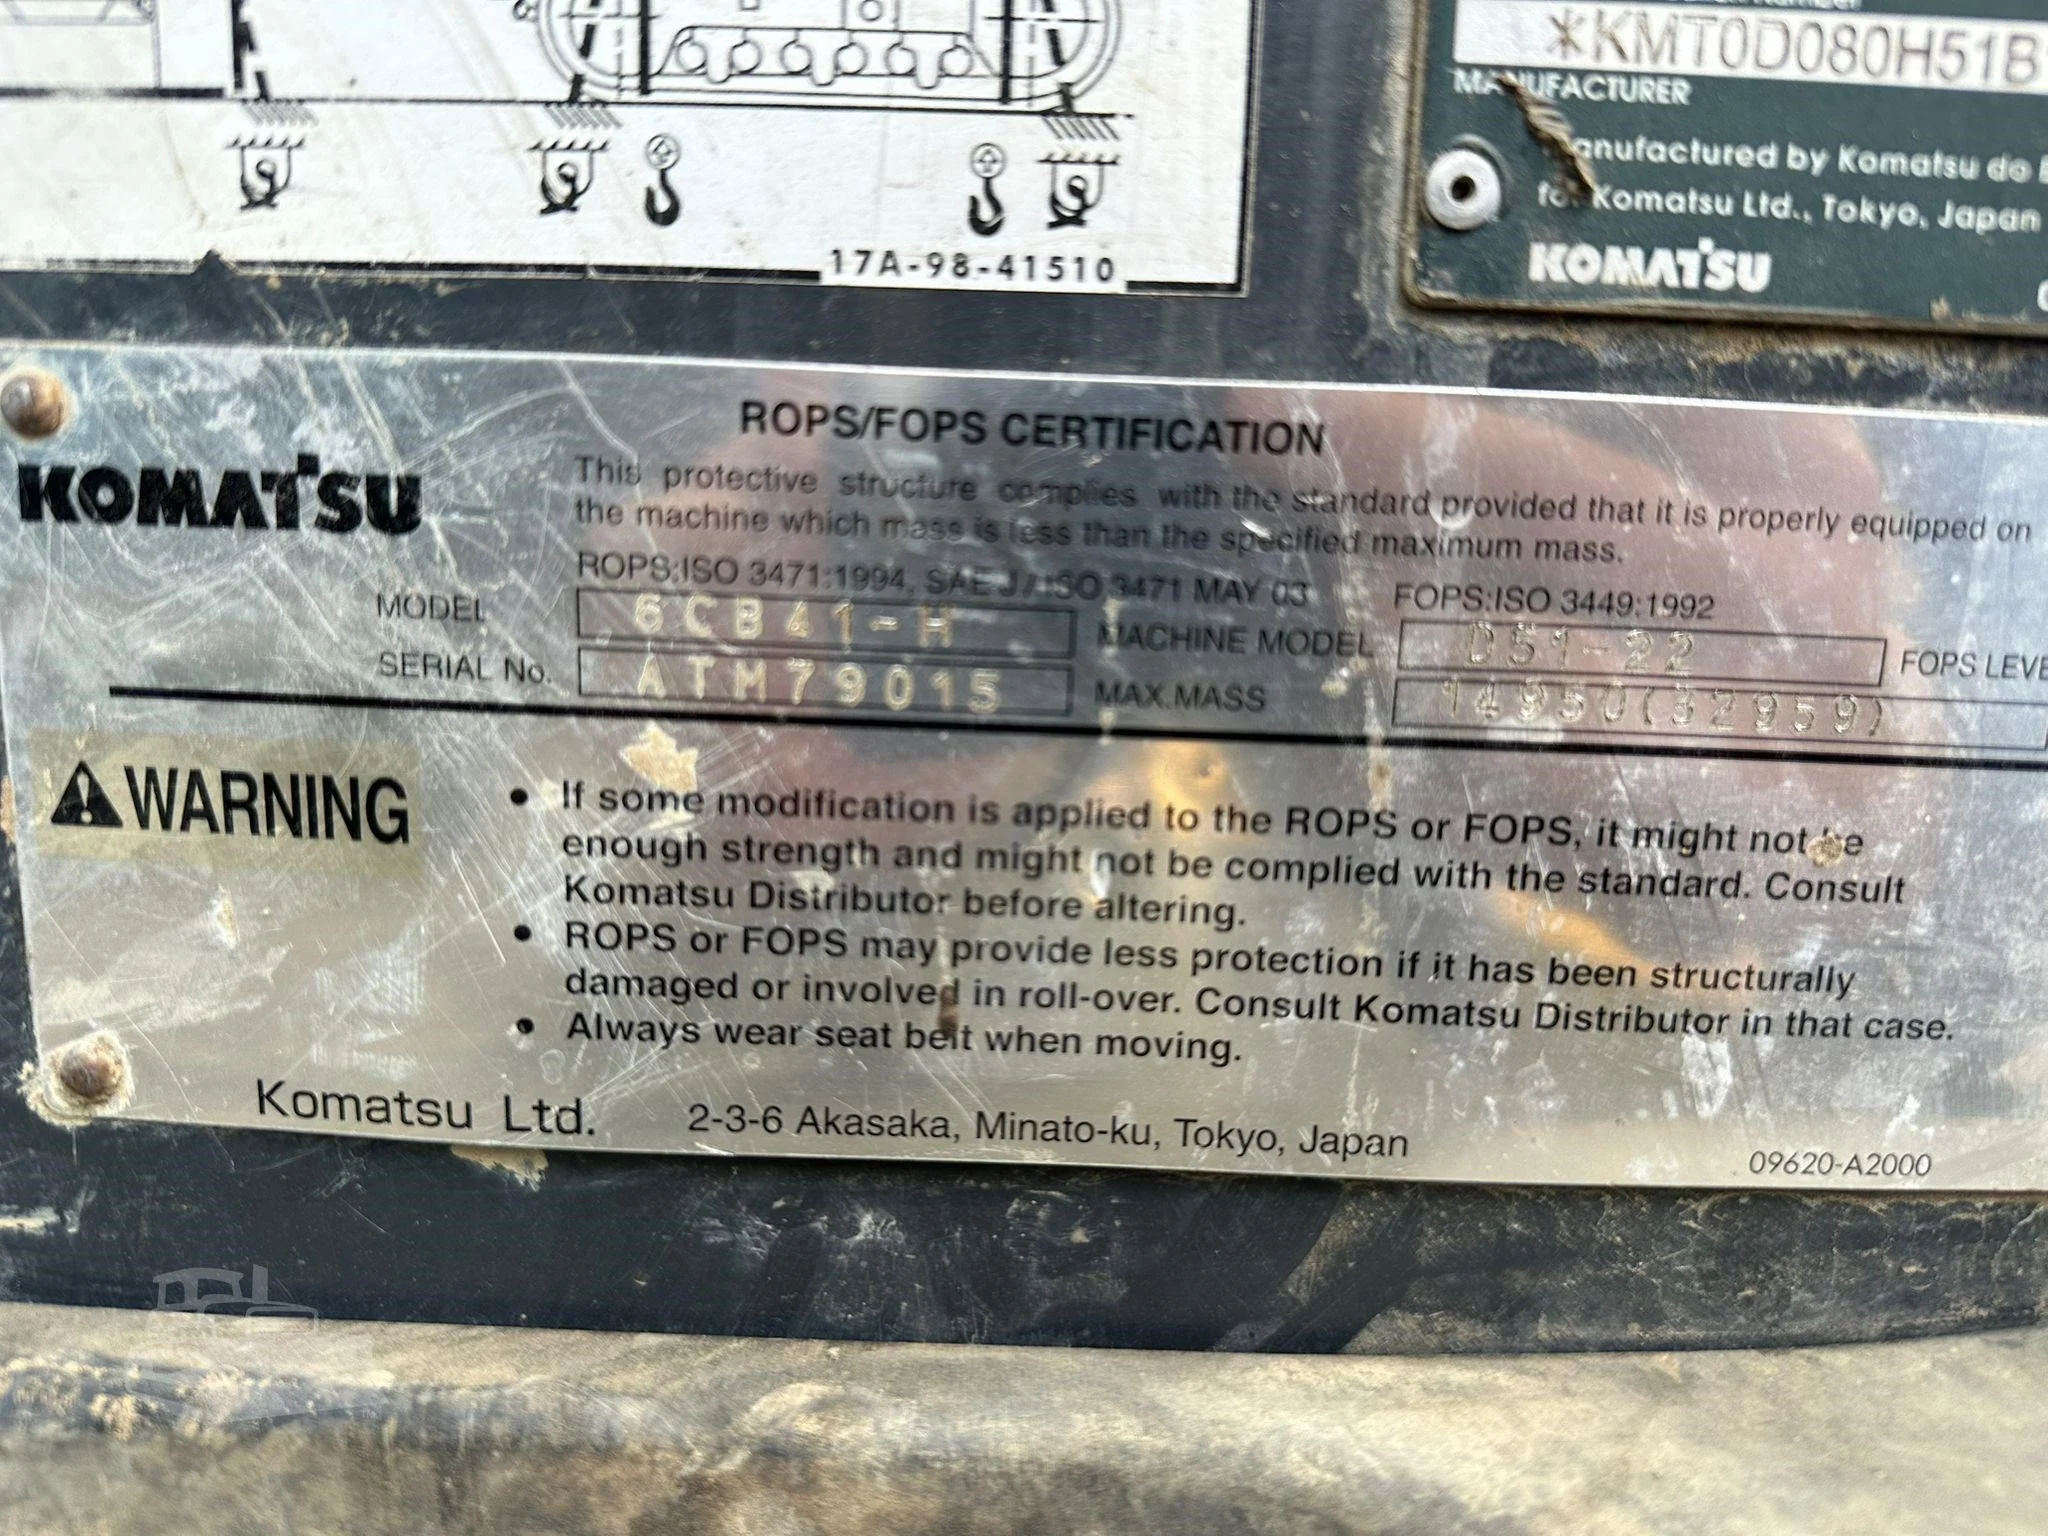 *KMT0D080H51B
MANUFACTURER
Manufactured by Komatsu do
for Komatsu Ltd., Tokyo, Japan
KOMATSU
17A-98-41510
ROPS/FOPS CERTIFICATION
KOMATSU
This protective structure complies with the standard provided that it is properly equipped on
the machine which mass is less than the specified maximum mass.
ROPS:ISO 3471:1994, SAE J/ISO 3471 MAY 03 FOPS:ISO 3449:1992
MODEL 6CB41-H MACHINE MODEL D51-22 FOPS LEVE
SERIAL No. ATM79015 MAX.MASS 14950(32959)
WARNING
• If some modification is applied to the ROPS or FOPS, it might not be
enough strength and might not be complied with the standard. Consult
Komatsu Distributor before altering.
• ROPS or FOPS may provide less protection if it has been structurally
damaged or involved in roll-over. Consult Komatsu Distributor in that case.
• Always wear seat belt when moving.
Komatsu Ltd. 2-3-6 Akasaka, Minato-ku, Tokyo, Japan
09620-A2000